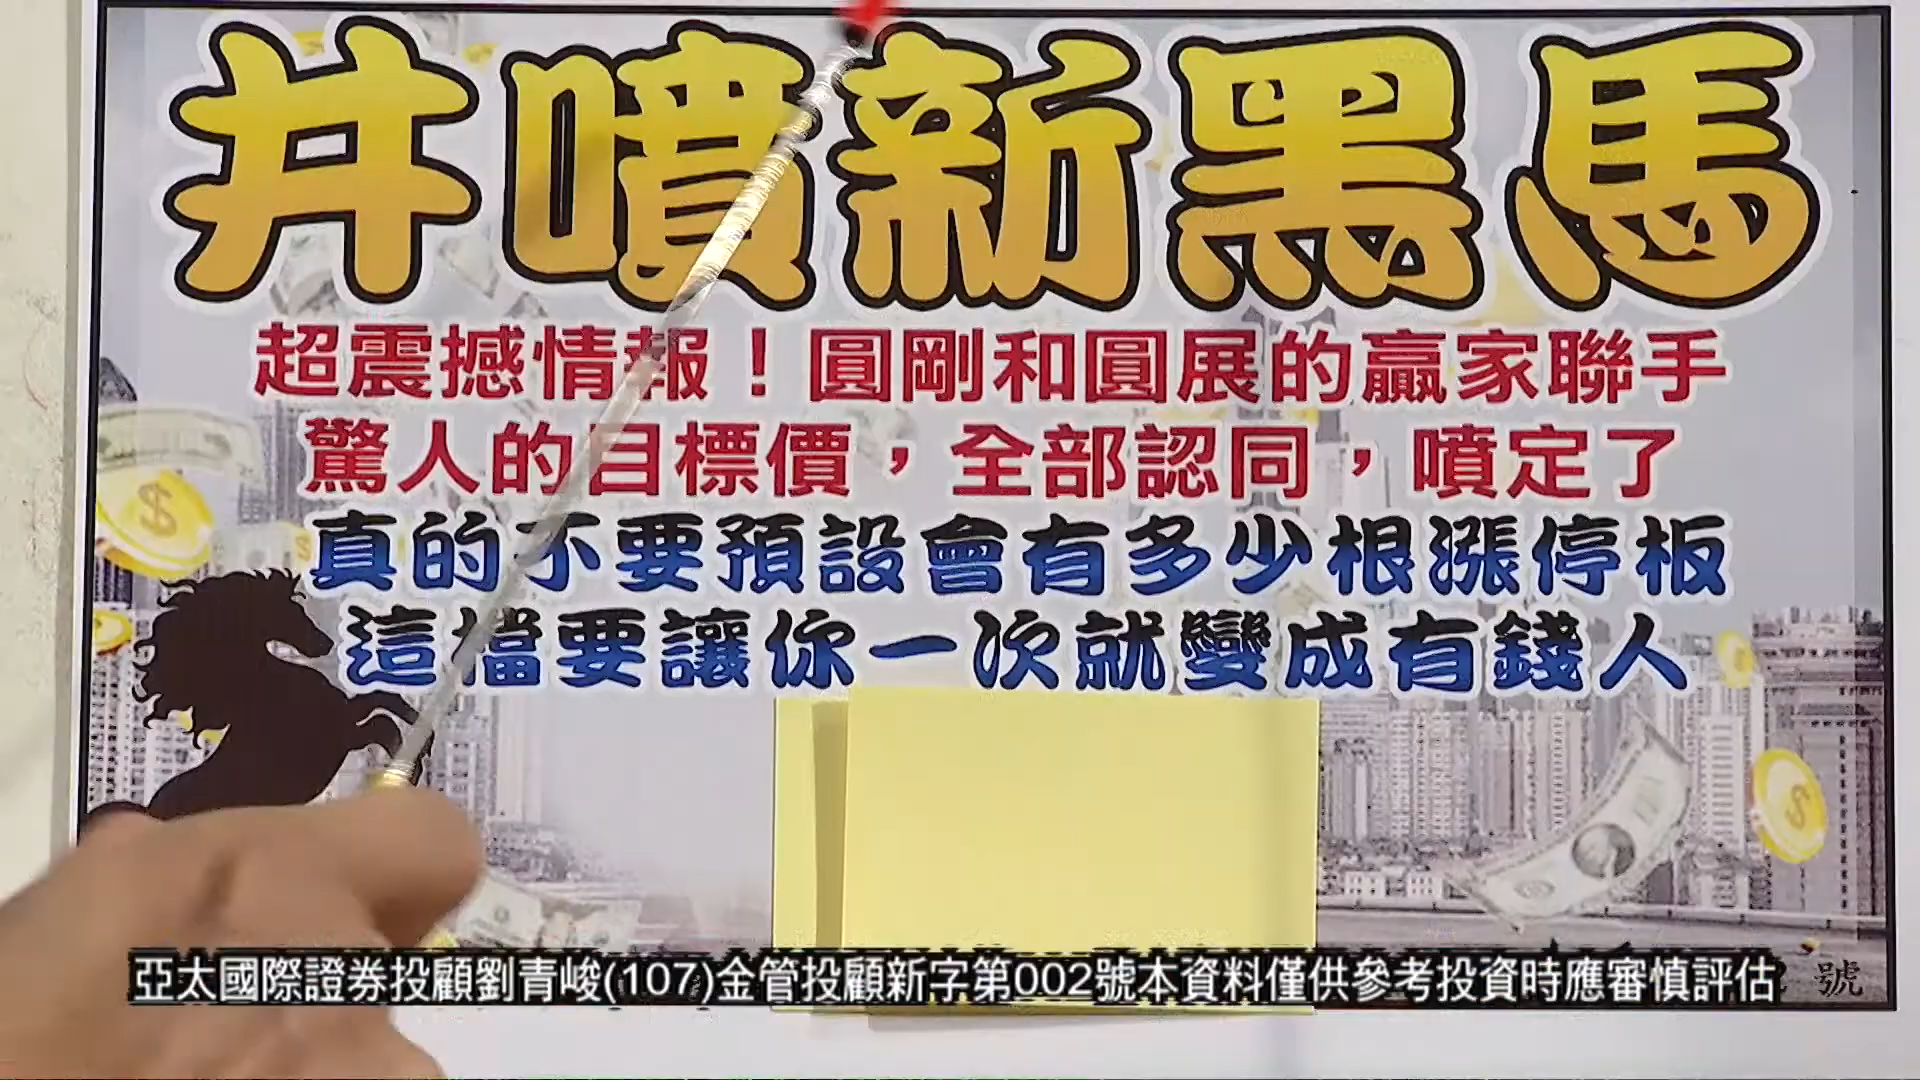 井噴新黑馬
超震撼情報！圓剛和圓展的贏家聯手
驚人的目標價，全部認同，噴定了
真的不要預設會有多少根漲停板
這檔要讓你一次就變成有錢人
亞太國際證券投顧劉青峻(107)金管投顧新字第002號本資料僅供參考投資時應審慎評估
號